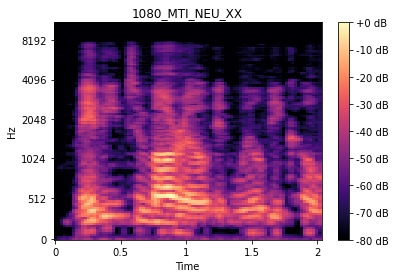 1080_MTI_NEU_XX
+0 dB
8192
-10 dB
4096
-20 dB
-30 dB
2048
-40 dB
Hz
1024
-50 dB
-60 dB
512
-70 dB
0
-80 dB
0
0.5
1
1.5
2
Time